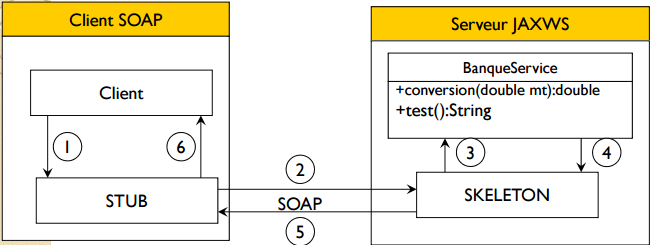 Client SOAP
Serveur JAXWS
BanqueService
+conversion(double mt):double
+test():String
Client
1
6
2
3
4
STUB
SOAP
SKELETON
5